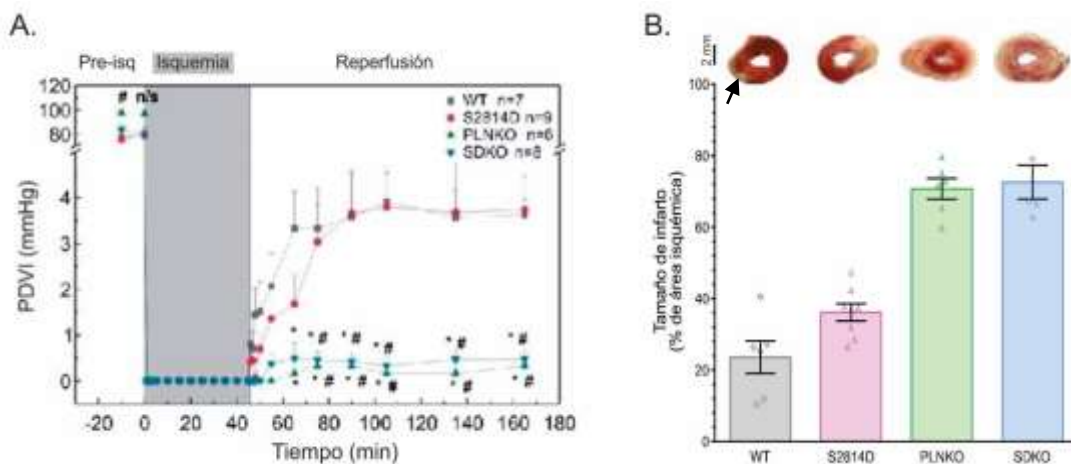 A.
Pre-isq Isquemia Reperfusión
# n/s
WT n=7
S2814D n=9
PLNKO n=6
SDKO n=8
PDVI (mmHg)
100
80
60
4
3
2
1
0
* * # * # * # * # * #
* * # * # * # * # * #
-20 0 20 40 60 80 100 120 140 160 180
Tiempo (min)
B.
2 mm
Tamaño de infarto
(% de área isquémica)
100
80
60
40
20
0
WT S2814D PLNKO SDKO